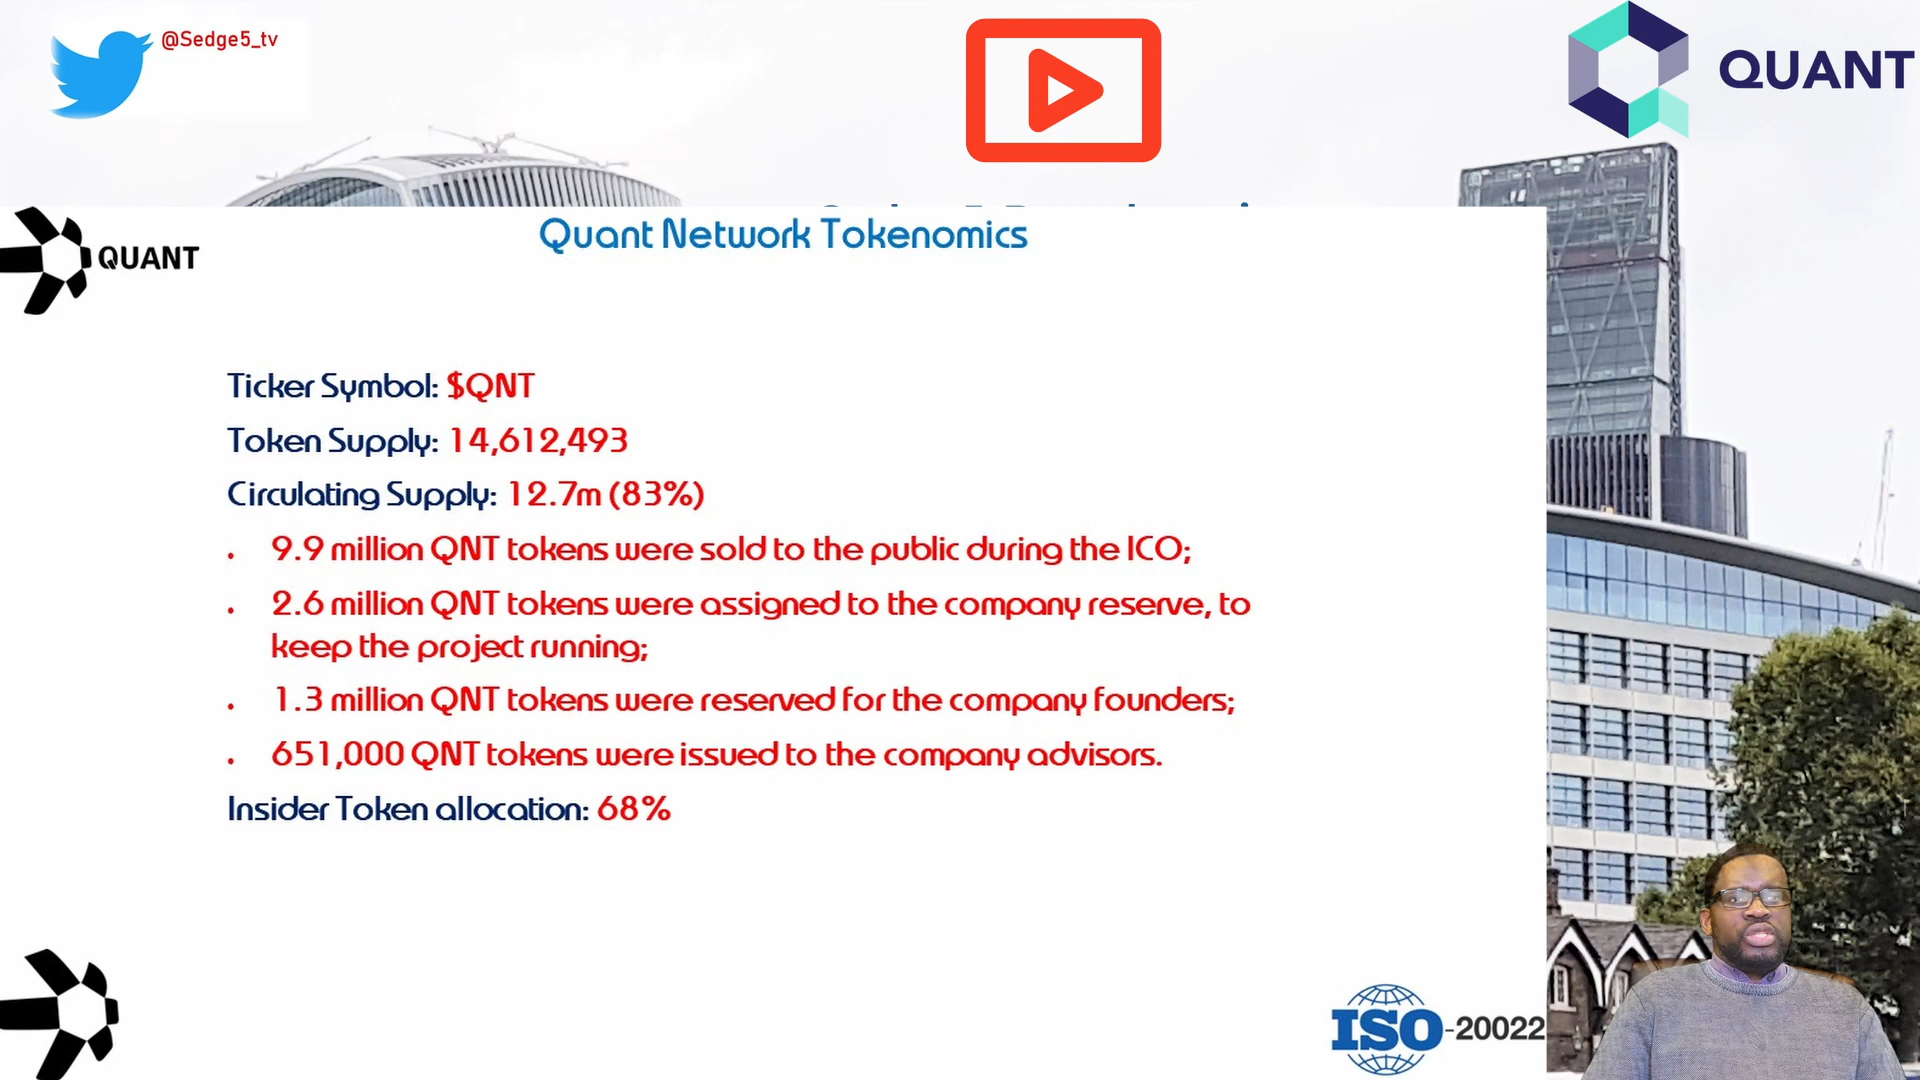 @Sedge5_tv
QUANT
QUANT
Quant Network Tokenomics
Ticker Symbol: $QNT
Token Supply: 14,612,493
Circulating Supply: 12.7m (83%)
• 9.9 million QNT tokens were sold to the public during the ICO;
• 2.6 million QNT tokens were assigned to the company reserve, to
keep the project running;
• 1.3 million QNT tokens were reserved for the company founders;
• 651,000 QNT tokens were issued to the company advisors.
Insider Token allocation: 68%
ISO-20022